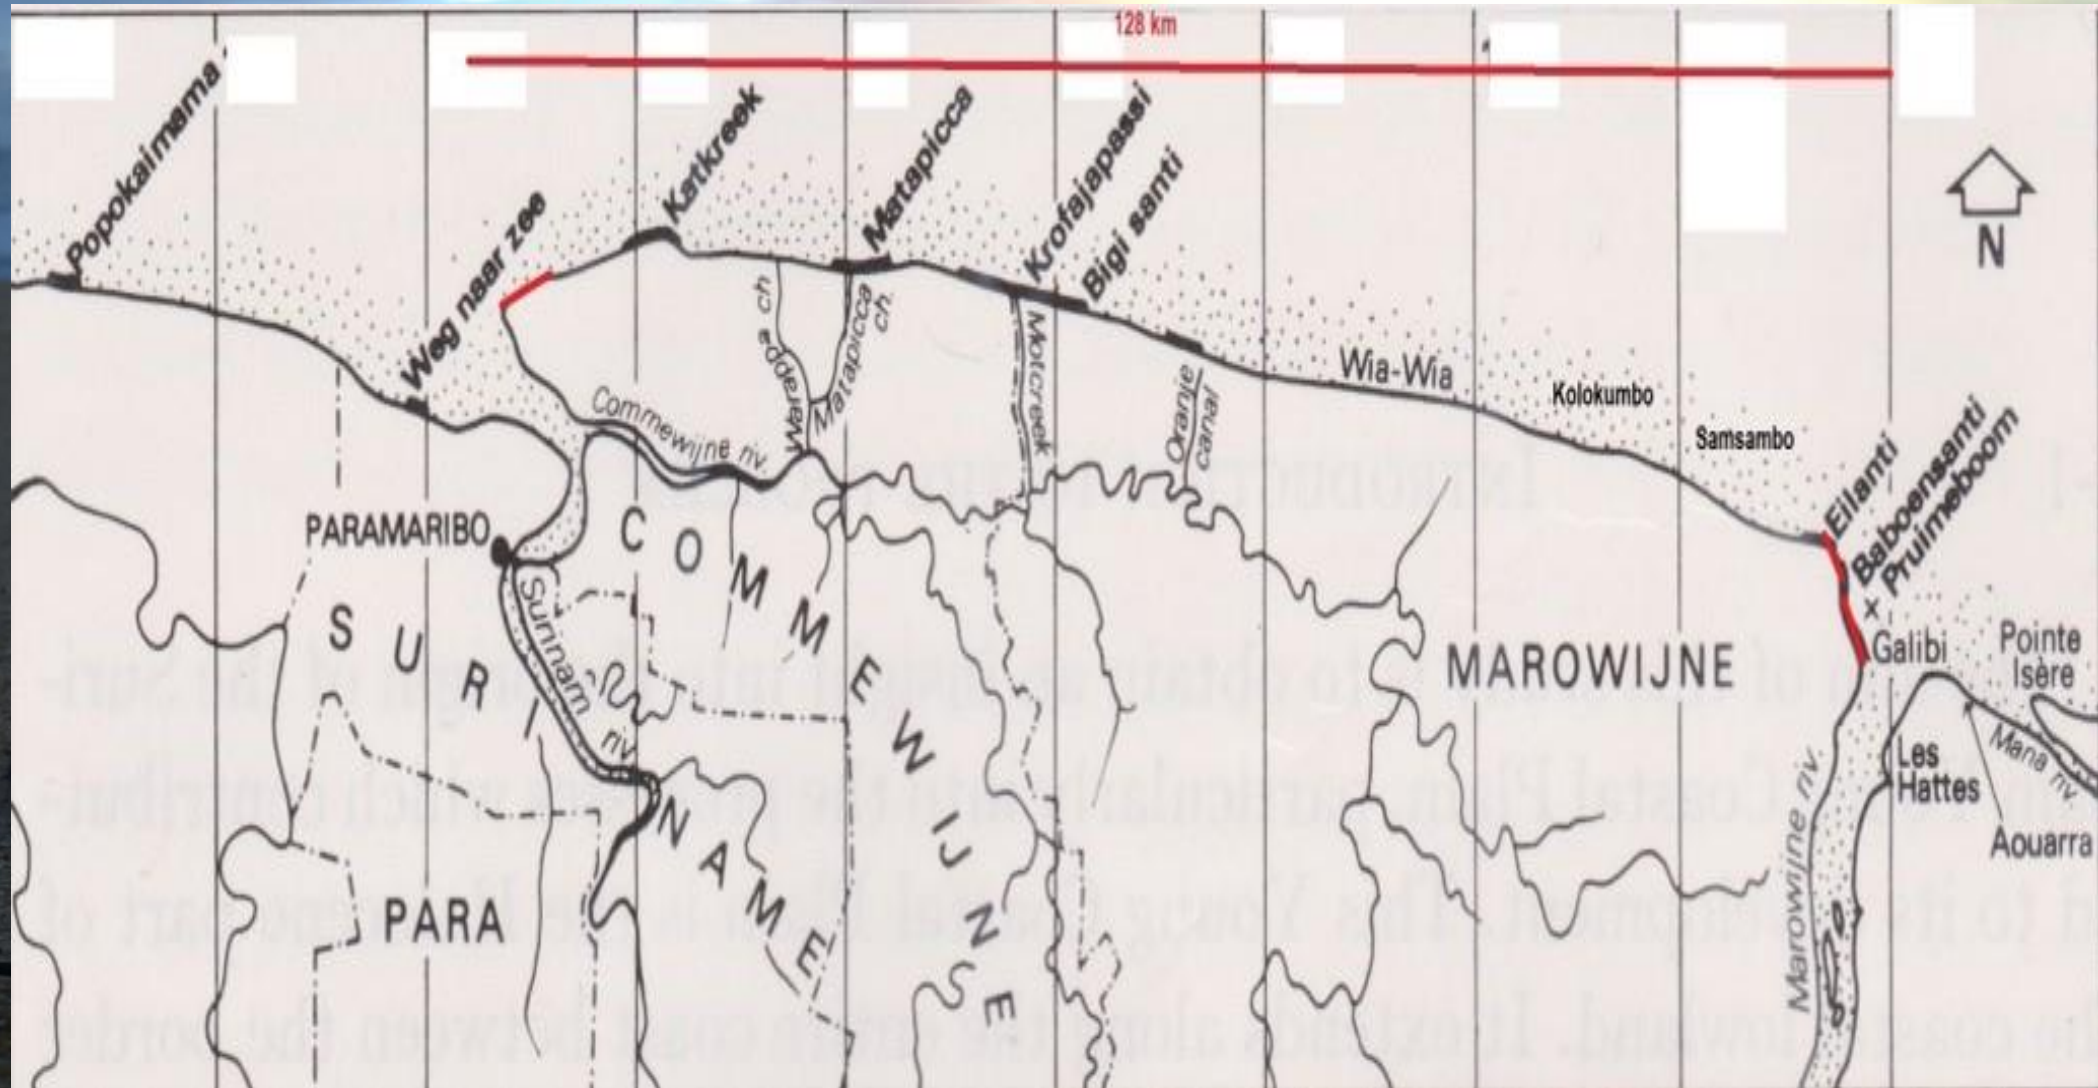 128 km
Popokaimama
Weg naar zee
Katkreek
Matapicca
Krofajapassi
Bigi santi
N
Warappa ch
Matapicca
ch.
Motcreek
Oranje
canal
Wia-Wia
Kolokumbo
Samsambo
Eilanti
Baboensanti
Pruimeboom
Commewijne riv.
PARAMARIBO
Surinam riv.
SURINAME
COMMEWIJNE
MAROWIJNE
PARA
x
Galibi
Pointe
Isère
Les
Hattes
Mana riv.
Aouarra
Marowijne riv.